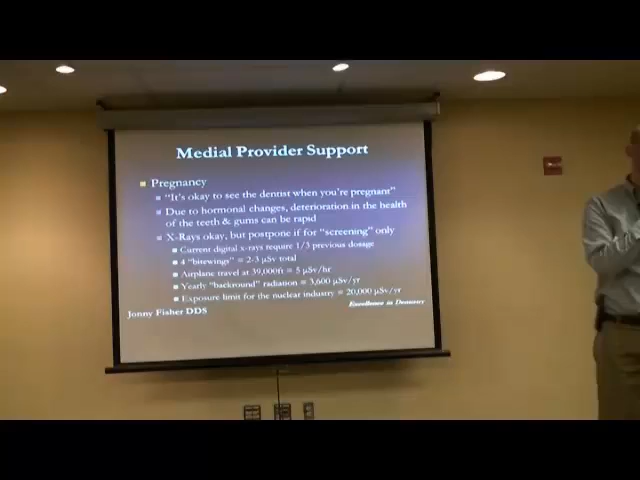 Medial Provider Support
Pregnancy
"It's okay to see the dentist when you're pregnant"
Due to hormonal changes, deterioration in the health
of the teeth & gums can be rapid
X-Rays okay, but postpone if for "screening" only
Current digital x-rays require 1/3 previous dosage
4 "bitewings" = 2-3 µSv total
Airplane travel at 39,000ft = 5 µSv/hr
Yearly "backround" radiation = 3,600 µSv/yr
Exposure limit for the nuclear industry = 20,000 µSv/yr
Excellence in Dentistry
Jonny Fisher DDS